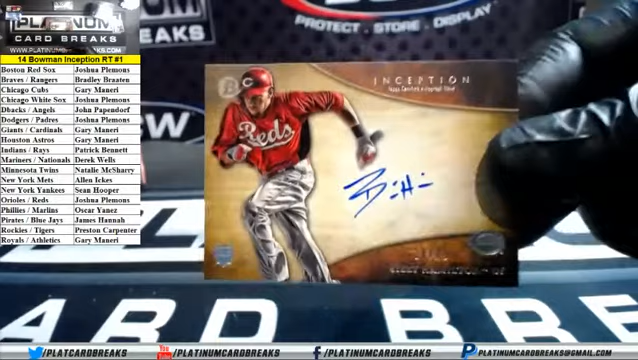 PLATINUM
CARD BREAKS
WWW.PLATINUMCARDBREAKS.COM
14 Bowman Inception RT #1
Boston Red Sox Joshua Plemons
Braves / Rangers Bradley Braaten
Chicago Cubs Gary Maneri
Chicago White Sox Joshua Plemons
Dbacks / Angels John Papendorf
Dodgers / Padres Joshua Plemons
Giants / Cardinals Gary Maneri
Houston Astros Gary Maneri
Indians / Rays Patrick Bennett
Mariners / Nationals Derek Wells
Minnesota Twins Natalie McSharry
New York Mets Allen Ickes
New York Yankees Sean Hooper
Orioles / Reds Joshua Plemons
Phillies / Marlins Oscar Yanez
Pirates / Blue Jays James Hannah
Rockies / Tigers Preston Carpenter
Royals / Athletics Gary Maneri
PROTECT . STORE . DISPLAY
B
INCEPTION
C
Reds
ARD BRE
/PLATCARDBREAKS
You Tube /PLATINUMCARDBREAKS
f /PLATINUMCARDBREAKS
P PLATINUMCARDBREAKS@GMAIL.COM